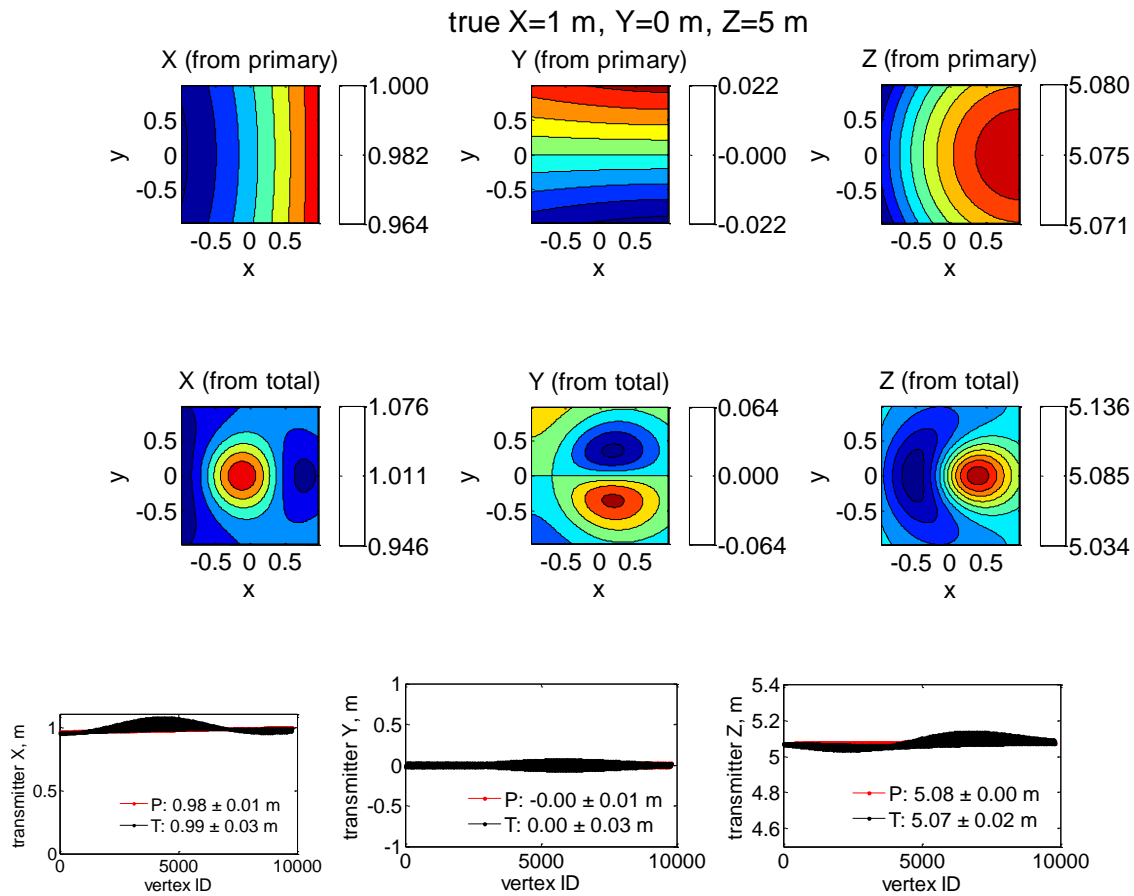 true X=1 m, Y=0 m, Z=5 m
X (from primary)
y
0.5
0
-0.5
-0.5 0 0.5
x
1.000
0.982
0.964
Y (from primary)
y
0.5
0
-0.5
-0.5 0 0.5
x
0.022
-0.000
-0.022
Z (from primary)
y
0.5
0
-0.5
-0.5 0 0.5
x
5.080
5.075
5.071
X (from total)
y
0.5
0
-0.5
-0.5 0 0.5
x
1.076
1.011
0.946
Y (from total)
y
0.5
0
-0.5
-0.5 0 0.5
x
0.064
0.000
-0.064
Z (from total)
y
0.5
0
-0.5
-0.5 0 0.5
x
5.136
5.085
5.034
transmitter X, m
1
0.5
0
P: 0.98 ± 0.01 m
T: 0.99 ± 0.03 m
0 5000 10000
vertex ID
transmitter Y, m
1
0.5
0
-0.5
-1
P: -0.00 ± 0.01 m
T: 0.00 ± 0.03 m
0 5000 10000
vertex ID
transmitter Z, m
5.4
5.2
5
4.8
4.6
P: 5.08 ± 0.00 m
T: 5.07 ± 0.02 m
0 5000 10000
vertex ID